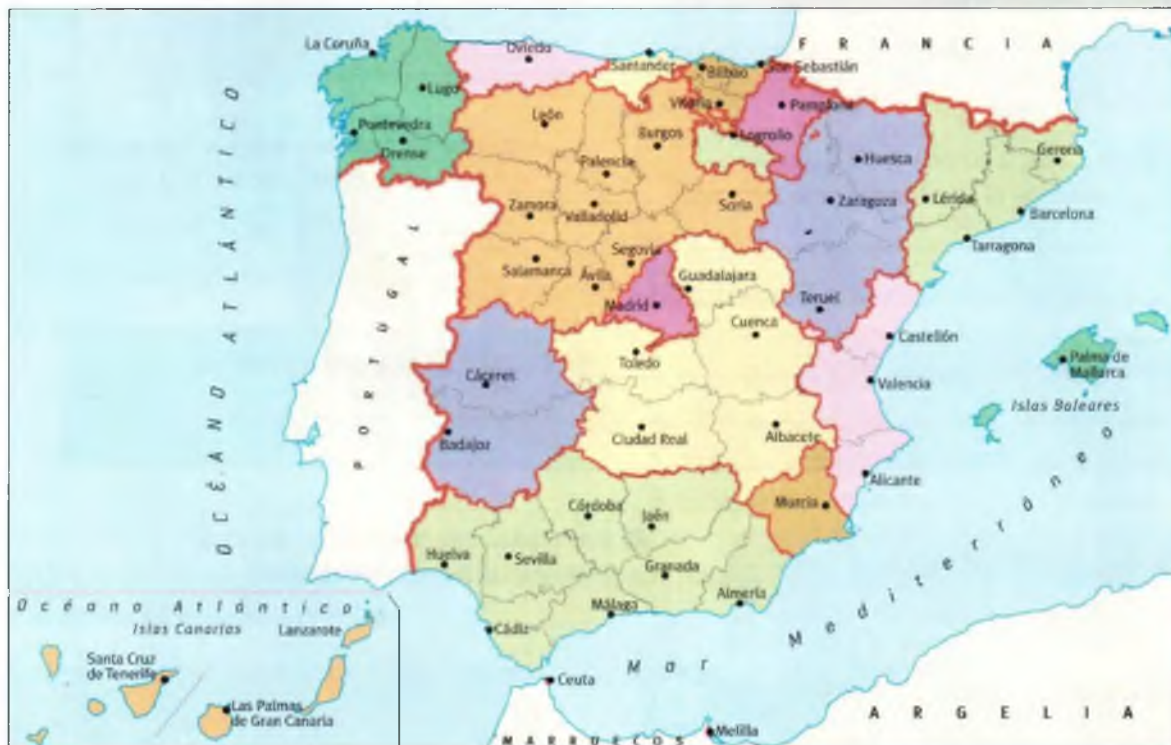 FRANCIA
La Coruña
Oviedo
Santander
Bilbao
San Sebastián
Lugo
Vitoria
Pamplona
León
Pontevedra
Burgos
Logroño
Orense
Palencia
Huesca
Gerona
Zamora
Valladolid
Soria
Zaragoza
Lérida
Barcelona
Tarragona
Segovia
Salamanca
Ávila
Guadalajara
Madrid
Teruel
Cuenca
Castellón
Toledo
Palma de
Mallorca
Cáceres
Valencia
Islas Baleares
Badajoz
Ciudad Real
Albacete
Alicante
Murcia
Córdoba
Jaén
Huelva
Sevilla
Granada
Almería
Málaga
Cádiz
OCÉANO ATLÁNTICO
PORTUGAL
Mar Mediterráneo
Océano Atlántico
Islas Canarias
Lanzarote
Santa Cruz
de Tenerife
Las Palmas
de Gran Canaria
Ceuta
Melilla
MARRUECOS
ARGELIA